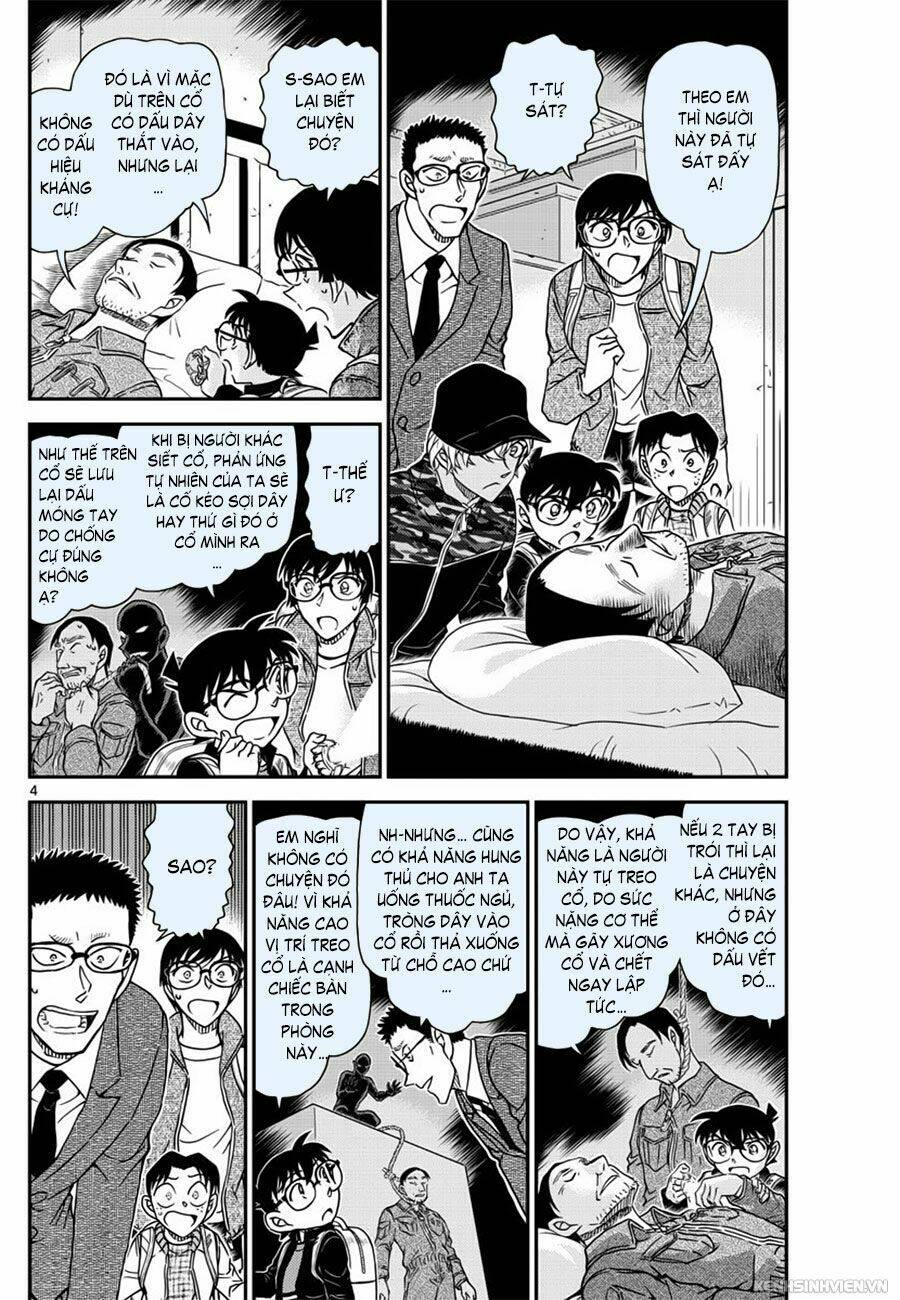 THEO EM
THÌ NGƯỜI
NÀY ĐÃ TỰ
SÁT ĐẤY
Ạ!
T-TỰ
SÁT?
S-SAO EM
LẠI BIẾT
CHUYỆN
ĐÓ?
ĐÓ LÀ VÌ MẶC
DÙ TRÊN CỔ
CÓ DẤU DÂY
THẮT VÀO,
NHƯNG LẠI
...
KHÔNG
CÓ DẤU
HIỆU
KHÁNG
CỰ!
T-THẾ
Ư?
KHI BỊ NGƯỜI KHÁC
SIẾT CỔ, PHẢN ỨNG
TỰ NHIÊN CỦA TA SẼ
LÀ CỐ KÉO SỢI DÂY
HAY THỨ GÌ ĐÓ Ở
CỔ MÌNH RA
...
NHƯ THẾ TRÊN
CỔ SẼ LƯU
LẠI DẤU
MÓNG TAY
DO CHỐNG
CỰ ĐÚNG
KHÔNG
Ạ?
4
NẾU 2 TAY BỊ
TRÓI THÌ LẠI
LÀ CHUYỆN
KHÁC, NHƯNG
Ở ĐÂY
KHÔNG CÓ
DẤU VẾT
ĐÓ...
DO VẬY, KHẢ
NĂNG LÀ NGƯỜI
NÀY TỰ TREO
CỔ, DO SỨC
NẶNG CƠ THỂ
MÀ GÃY XƯƠNG
CỔ VÀ CHẾT
NGAY LẬP
TỨC...
NH-NHƯNG... CŨNG
CÓ KHẢ NĂNG HUNG
THỦ CHO ANH TA
UỐNG THUỐC NGỦ,
TRÒNG DÂY VÀO
CỔ RỒI THẢ XUỐNG
TỪ CHỖ CAO CHỨ
...
EM NGHĨ
KHÔNG CÓ
CHUYỆN ĐÓ
ĐÂU! VÌ KHẢ
NĂNG CAO
VỊ TRÍ TREO
CỔ LÀ CẠNH
CHIẾC BÀN
TRONG
PHÒNG
NÀY...
SAO?
KENHSINHVIEN.VN